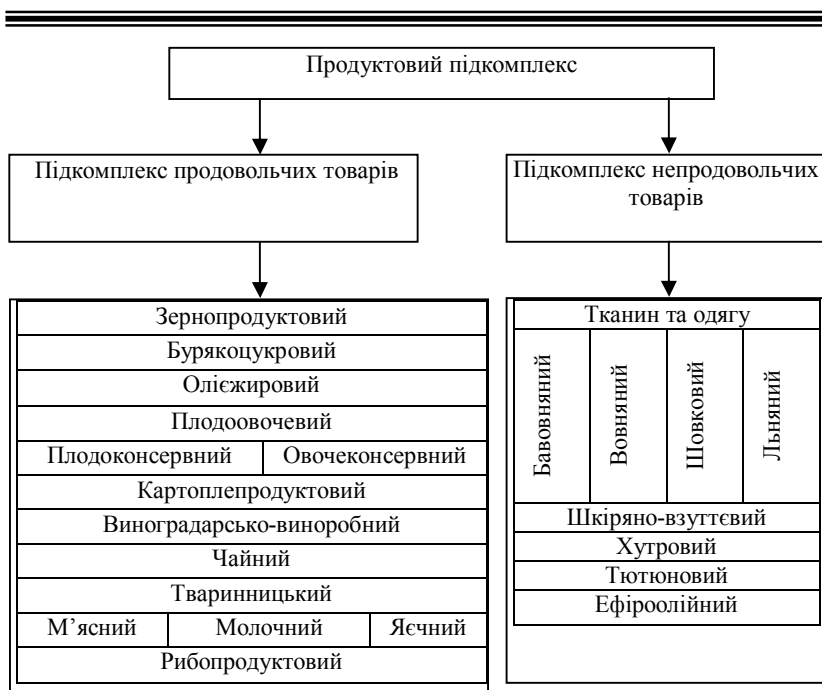 Продуктовий підкомплекс
Підкомплекс продовольчих товарів
Підкомплекс непродовольчих
товарів
Зернопродуктовий
Бурякоцукровий
Олієжировий
Плодоовочевий
Плодоконсервний Овочеконсервний
Картоплепродуктовий
Виноградарсько-виноробний
Чайний
Тваринницький
М’ясний Молочний Яєчний
Рибопродуктовий
Тканин та одягу
Бавовняний
Вовняний
Шовковий
Льняний
Шкіряно-взуттєвий
Хутровий
Тютюновий
Ефіроолійний